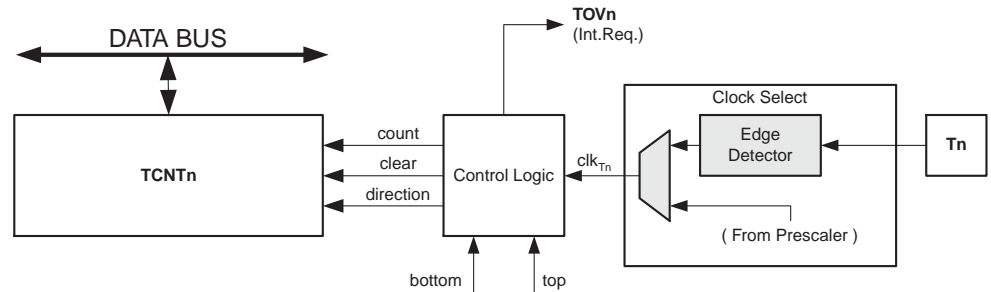 TOVn
(Int.Req.)
DATA BUS
Clock Select
count
Edge
Detector
Tn
TCNTn
clear
Control Logic
clkTn
direction
( From Prescaler )
bottom
top